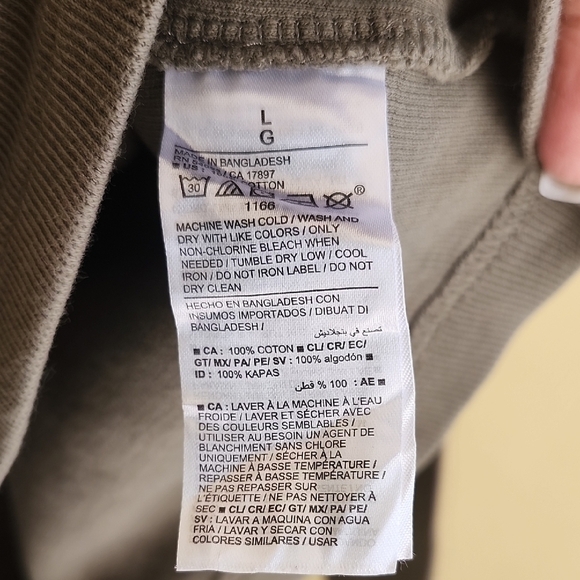 L
G
MADE IN BANGLADESH
CA 17897
30
1166
MACHINE WASH COLD / WASH AND
DRY WITH LIKE COLORS / ONLY
NON-CHLORINE BLEACH WHEN
NEEDED / TUMBLE DRY LOW / COOL
IRON / DO NOT IRON LABEL / DO NOT
DRY CLEAN
HECHO EN BANGLADESH CON
INSUMOS IMPORTADOS / DIBUAT DI
BANGLADESH /
تصنع في بنجلاديش
■ CA : 100% COTON ■ CL/ CR/ EC/
GT/ MX/ PA/ PE/ SV : 100% algodón ■
ID : 100% KAPAS
■ AE : 100 % قطن
■ CA : LAVER À LA MACHINE À L'EAU
FROIDE / LAVER ET SÉCHER AVEC
DES COULEURS SEMBLABLES /
UTILISER AU BESOIN UN AGENT DE
BLANCHIMENT SANS CHLORE
UNIQUEMENT / SÉCHER À LA
MACHINE À BASSE TEMPÉRATURE /
REPASSER À BASSE TEMPÉRATURE /
NE PAS REPASSER SUR
L'ÉTIQUETTE / NE PAS NETTOYER À
SEC ■ CL/ CR/ EC/ GT/ MX/ PA/ PE/
SV : LAVAR A MAQUINA CON AGUA
FRIA / LAVAR Y SECAR CON
COLORES SIMILARES / USAR